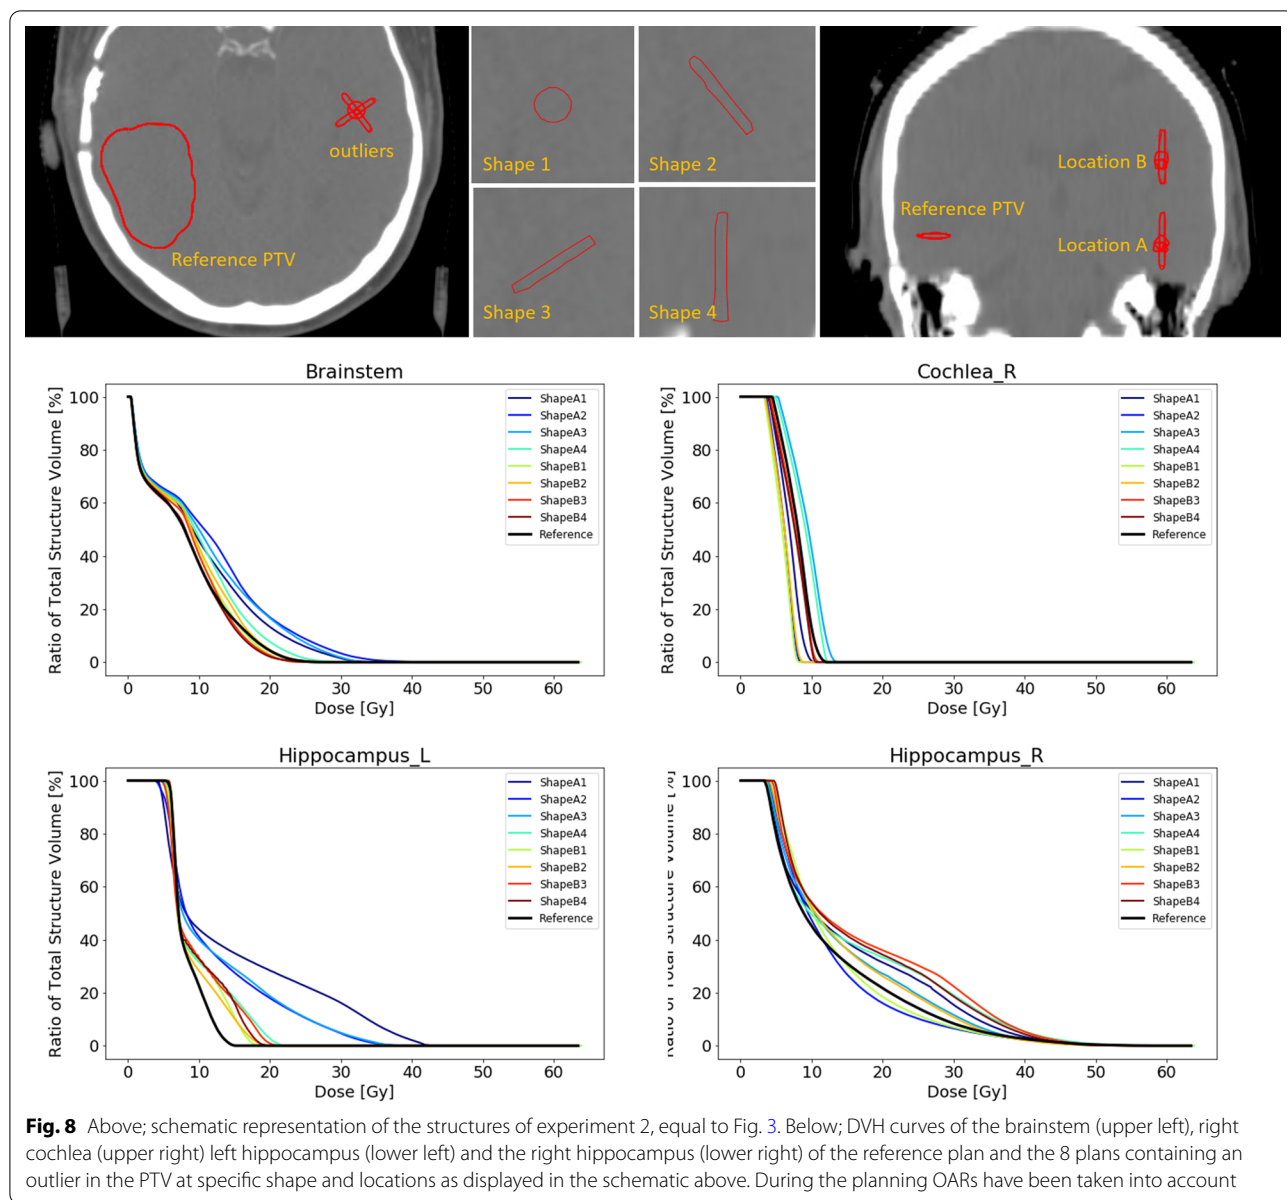 outliers
Reference PTV
Shape 1
Shape 2
Shape 3
Shape 4
Location B
Reference PTV
Location A
Brainstem
Ratio of Total Structure Volume [%]
100
80
60
40
20
0
0 10 20 30 40 50 60
Dose [Gy]
ShapeA1
ShapeA2
ShapeA3
ShapeA4
ShapeB1
ShapeB2
ShapeB3
ShapeB4
Reference
Cochlea_R
Ratio of Total Structure Volume [%]
100
80
60
40
20
0
0 10 20 30 40 50 60
Dose [Gy]
ShapeA1
ShapeA2
ShapeA3
ShapeA4
ShapeB1
ShapeB2
ShapeB3
ShapeB4
Reference
Hippocampus_L
Ratio of Total Structure Volume [%]
100
80
60
40
20
0
0 10 20 30 40 50 60
Dose [Gy]
ShapeA1
ShapeA2
ShapeA3
ShapeA4
ShapeB1
ShapeB2
ShapeB3
ShapeB4
Reference
Hippocampus_R
Ratio of Total Structure Volume [%]
100
80
60
40
20
0
0 10 20 30 40 50 60
Dose [Gy]
ShapeA1
ShapeA2
ShapeA3
ShapeA4
ShapeB1
ShapeB2
ShapeB3
ShapeB4
Reference
Fig. 8 Above; schematic representation of the structures of experiment 2, equal to Fig. 3. Below; DVH curves of the brainstem (upper left), right
cochlea (upper right) left hippocampus (lower left) and the right hippocampus (lower right) of the reference plan and the 8 plans containing an
outlier in the PTV at specific shape and locations as displayed in the schematic above. During the planning OARs have been taken into account